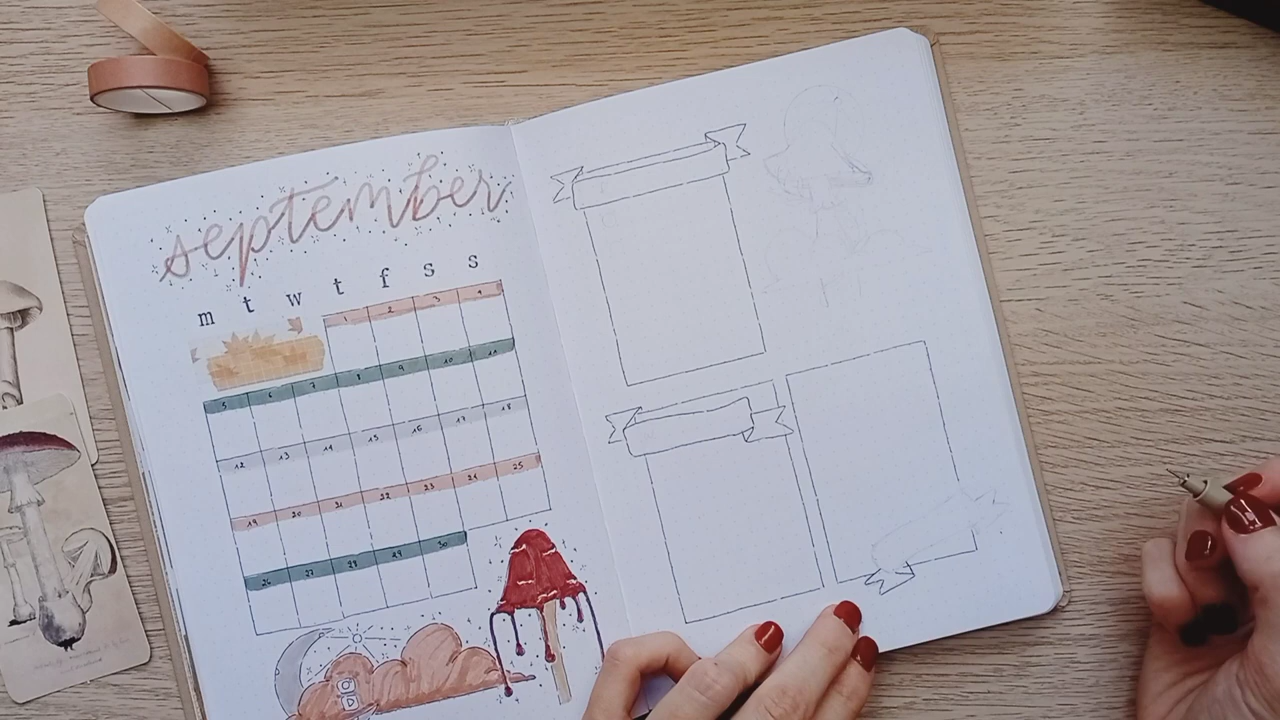 september
m t w t f s s
1 2 3 4
5 6 7 8 9 10 11
12 13 14 15 16 17 18
19 20 21 22 23 24 25
26 27 28 29 30